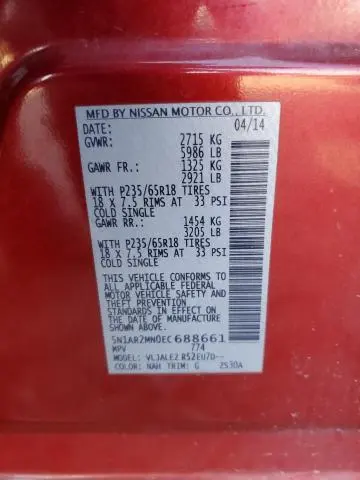 MFD BY NISSAN MOTOR CO., LTD.
DATE: 04/14
GVWR: 2715 KG
5986 LB
GAWR FR.: 1325 KG
2921 LB
WITH P235/65R18 TIRES
18 X 7.5 RIMS AT 33 PSI
COLD SINGLE
GAWR RR.: 1454 KG
3205 LB
WITH P235/65R18 TIRES
18 X 7.5 RIMS AT 33 PSI
COLD SINGLE
THIS VEHICLE CONFORMS TO
ALL APPLICABLE FEDERAL
MOTOR VEHICLE SAFETY AND
THEFT PREVENTION
STANDARDS IN EFFECT ON
THE DATE OF MANUFACTURE
SHOWN ABOVE.
5N1AR2MN0EC688661
MPV 774
MODEL: VLJALE2 R52EU7D--
COLOR: NAH TRIM: G 2530A